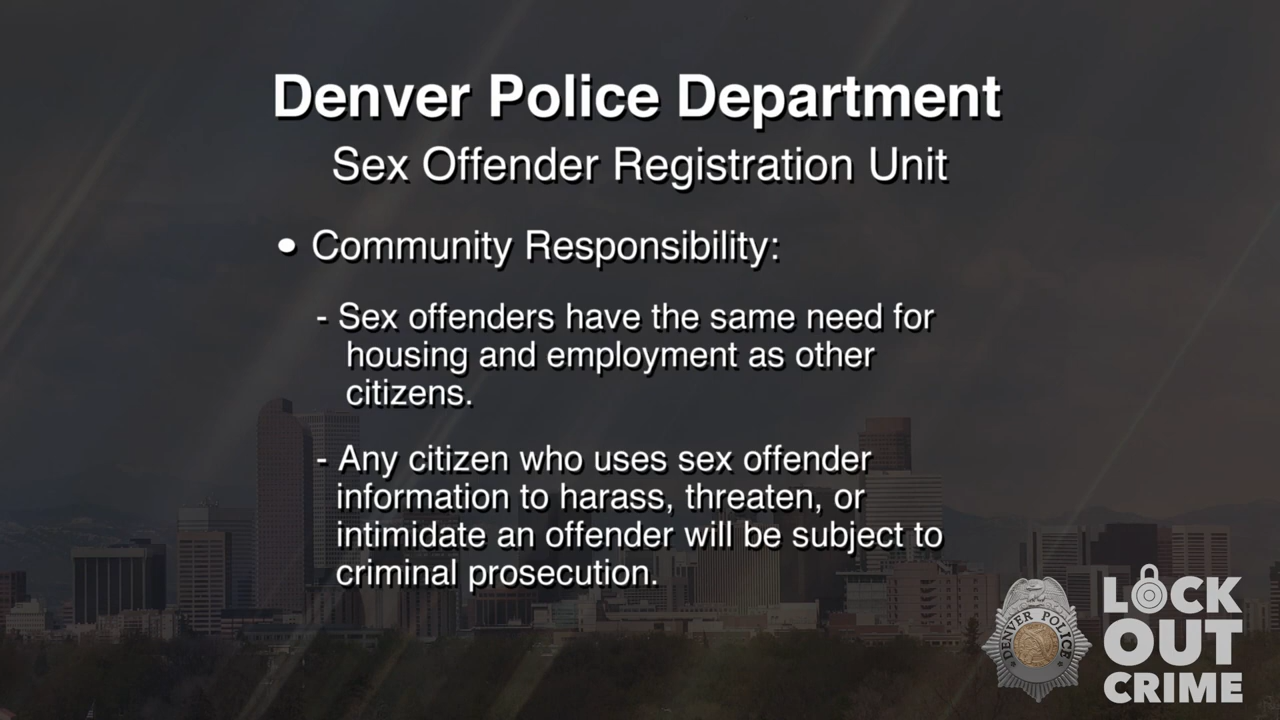 Denver Police Department
Sex Offender Registration Unit
• Community Responsibility:
- Sex offenders have the same need for
housing and employment as other
citizens.
- Any citizen who uses sex offender
information to harass, threaten, or
intimidate an offender will be subject to
criminal prosecution.
DENVER POLICE
LOCK
OUT
CRIME